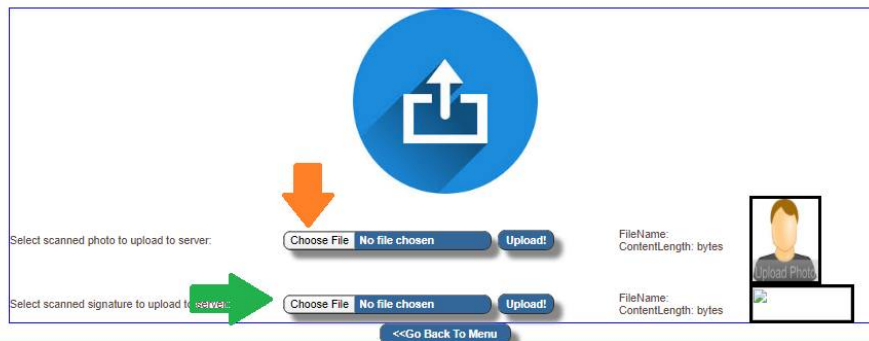 Select scanned photo to upload to server:
Choose File No file chosen
Upload!
FileName:
ContentLength: bytes
Upload Photo
Select scanned signature to upload to server:
Choose File No file chosen
Upload!
FileName:
ContentLength: bytes
<<Go Back To Menu